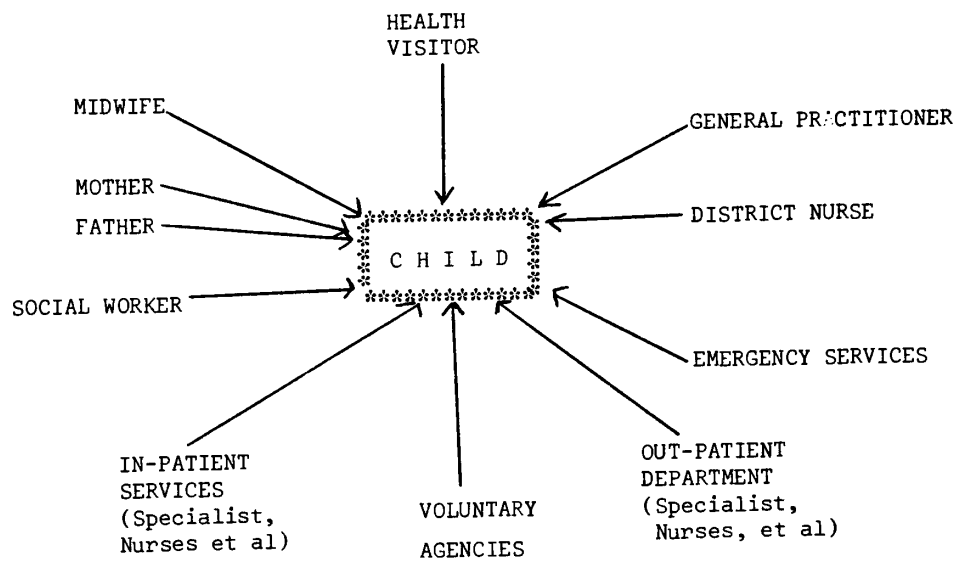 HEALTH
VISITOR
MIDWIFE
GENERAL PRACTITIONER
MOTHER
FATHER
DISTRICT NURSE
C H I L D
SOCIAL WORKER
EMERGENCY SERVICES
IN-PATIENT
SERVICES
(Specialist,
Nurses et al)
VOLUNTARY
AGENCIES
OUT-PATIENT
DEPARTMENT
(Specialist,
Nurses, et al)